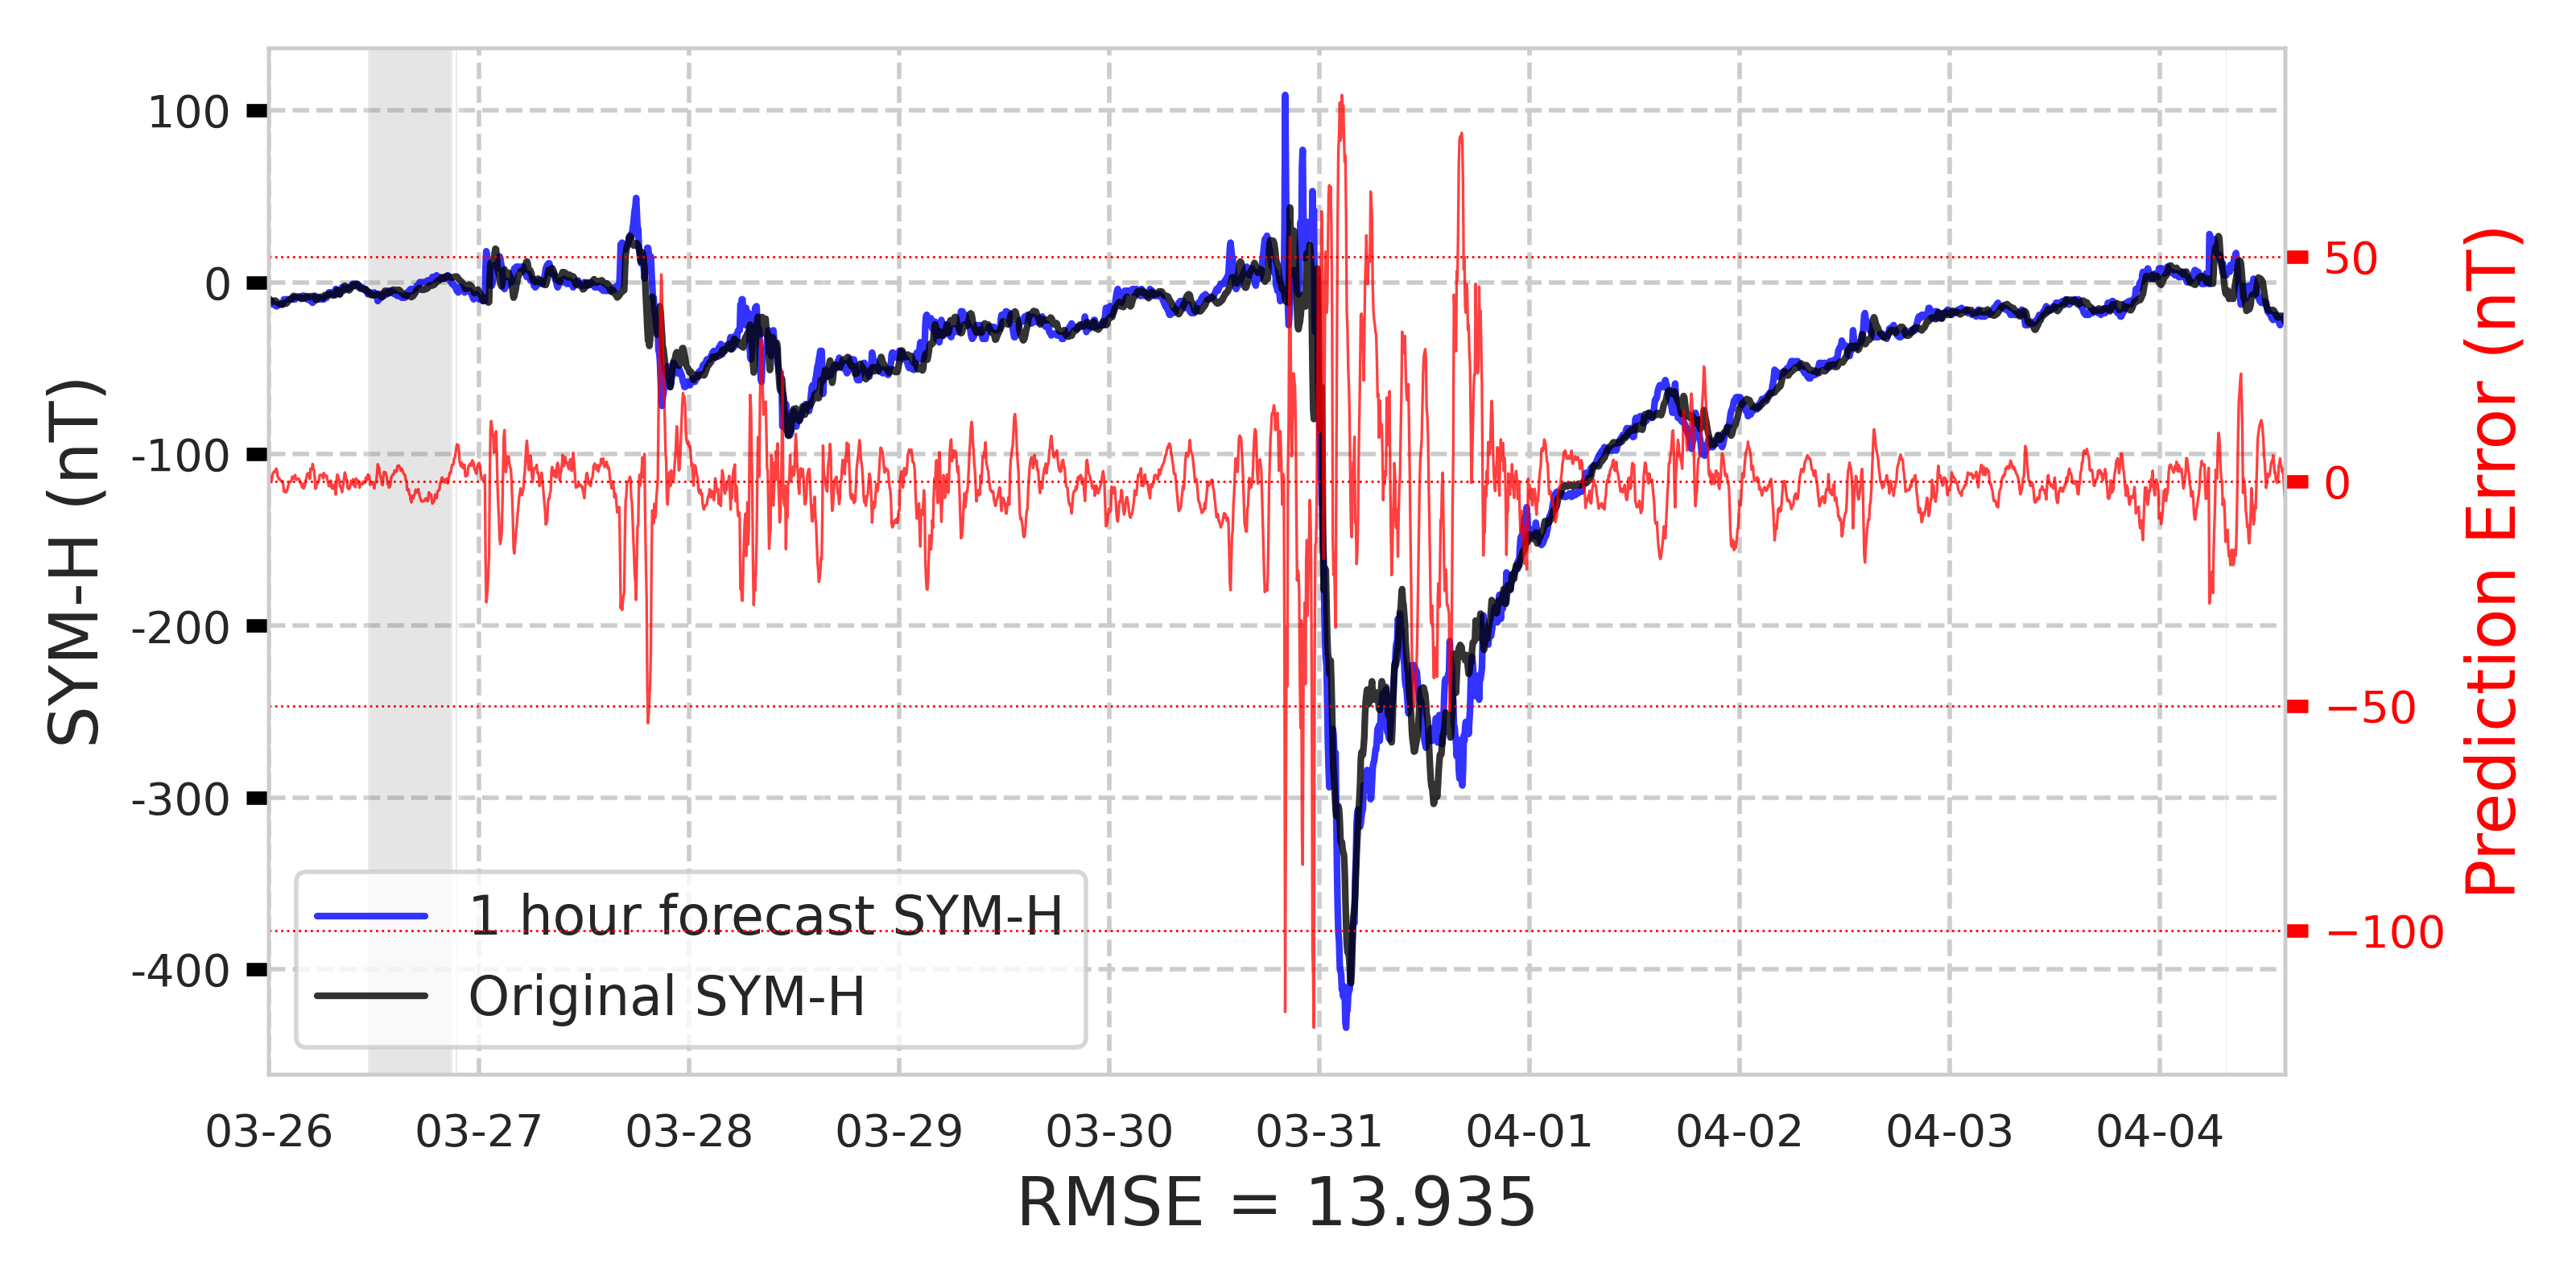 100
0
-100
-200
-300
-400
SYM-H (nT)
50
0
−50
−100
Prediction Error (nT)
1 hour forecast SYM-H
Original SYM-H
03-26 03-27 03-28 03-29 03-30 03-31 04-01 04-02 04-03 04-04
RMSE = 13.935